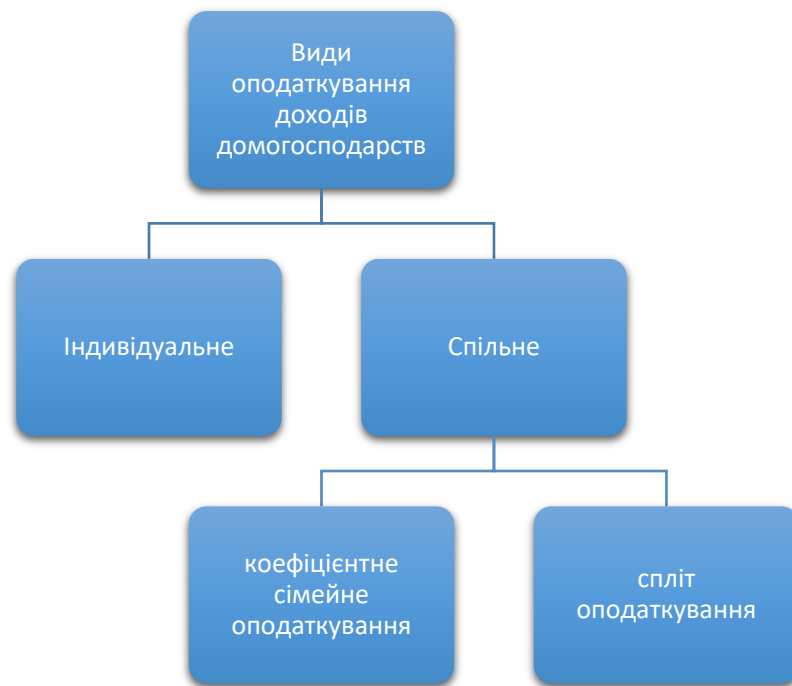 Види
оподаткування
доходів
домогосподарств
Індивідуальне
Спільне
коефіцієнтне
сімейне
оподаткування
спліт
оподаткування